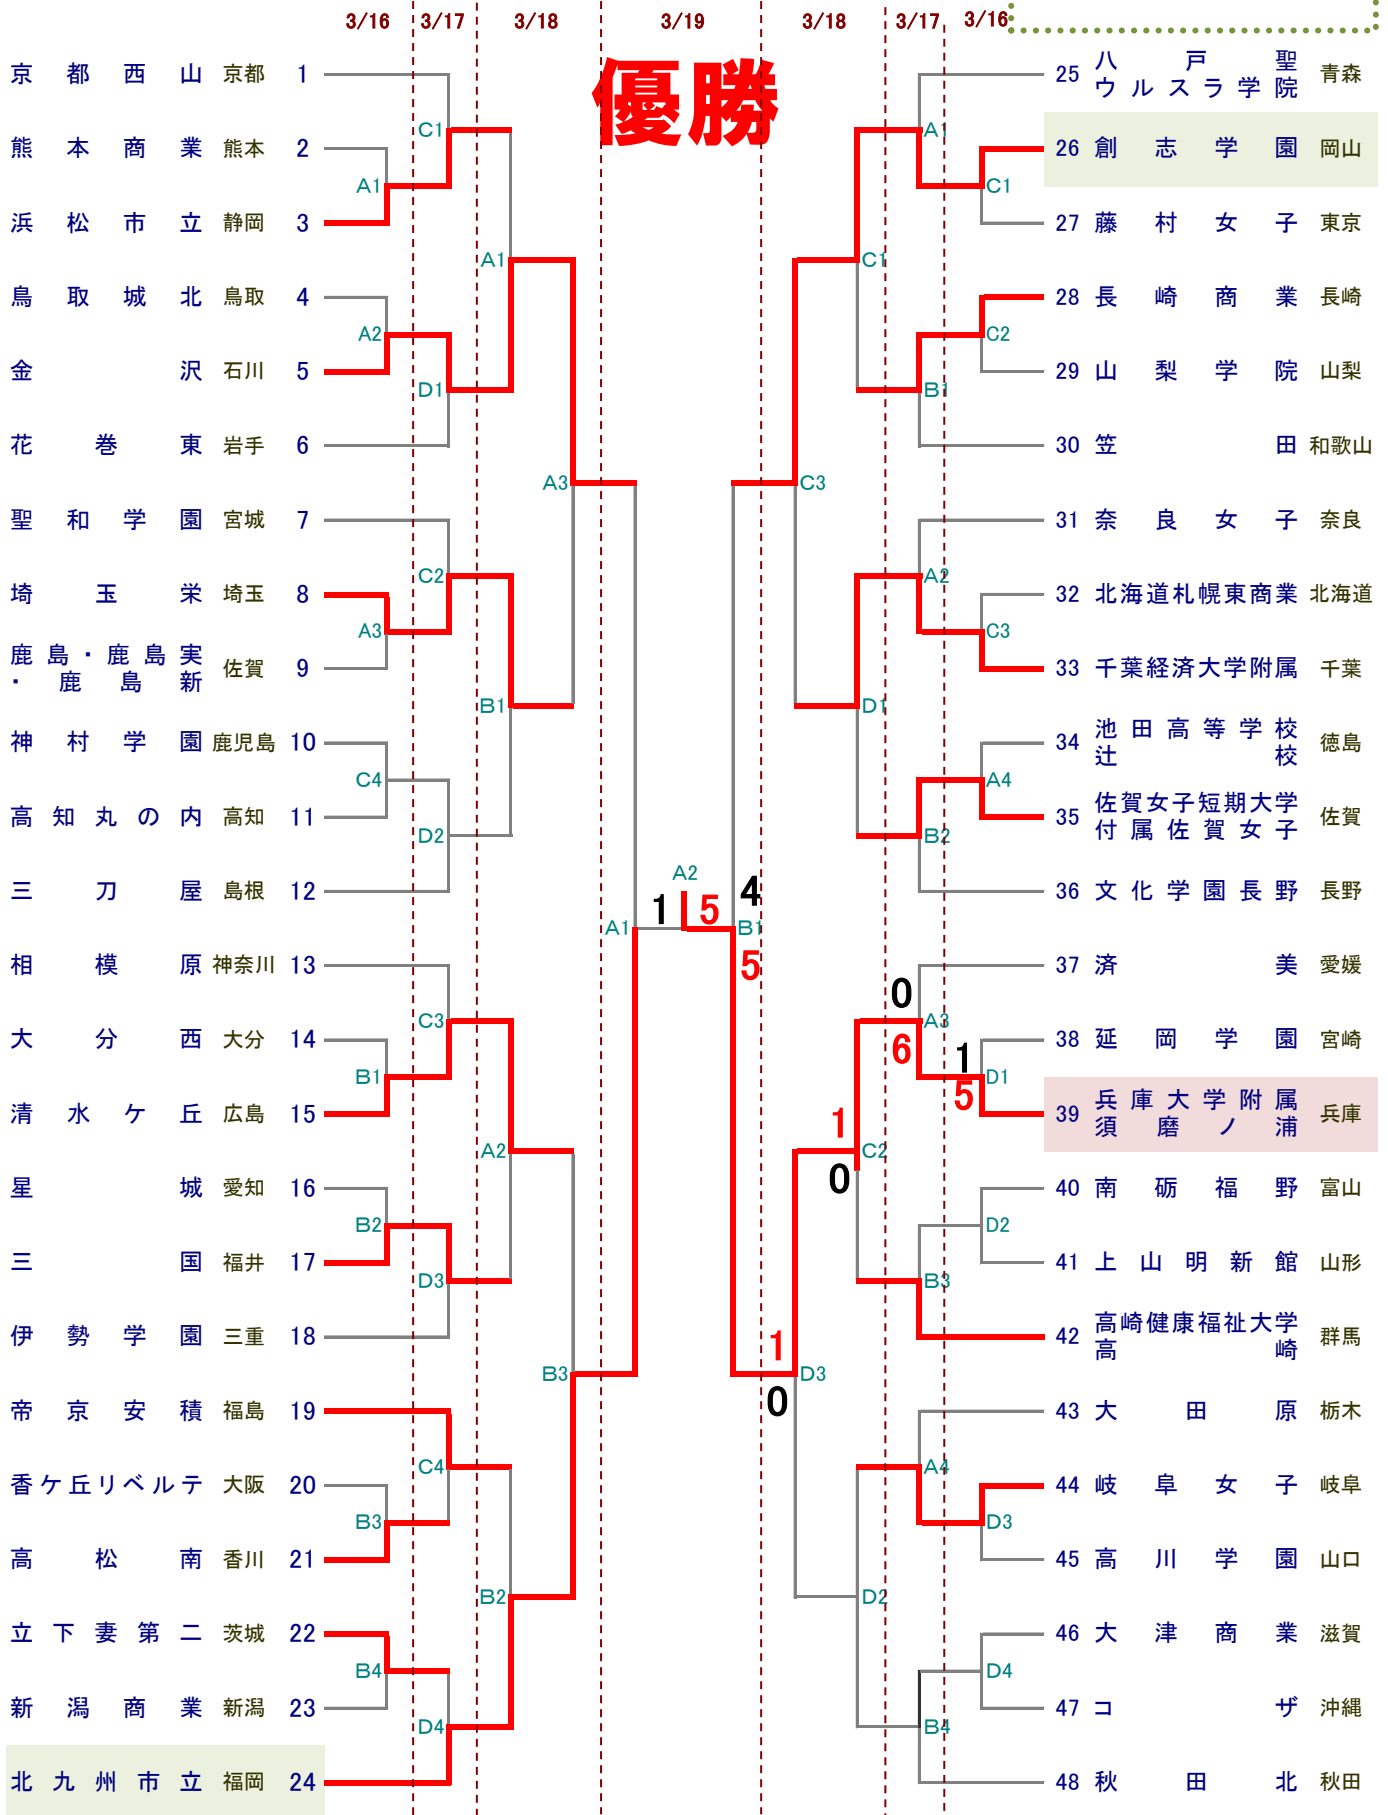 3/16 3/17 3/18 3/19 3/18 3/17 3/16
優勝
京都西山 京都 1
熊本商業 熊本 2
浜松市立 静岡 3
鳥取城北 鳥取 4
金沢 石川 5
花巻東 岩手 6
聖和学園 宮城 7
埼玉栄 埼玉 8
鹿島・鹿島実
・鹿島新 佐賀 9
神村学園 鹿児島 10
高知丸の内 高知 11
三刀屋 島根 12
相模原 神奈川 13
大分西 大分 14
清水ケ丘 広島 15
星城 愛知 16
三国 福井 17
伊勢学園 三重 18
帝京安積 福島 19
香ケ丘リベルテ 大阪 20
高松南 香川 21
立下妻第二 茨城 22
新潟商業 新潟 23
北九州市立 福岡 24
A1
A2
A3
C4
B1
B2
B3
B4
C1
D1
C2
D2
C3
D3
C4
D4
A1
B1
A2
B2
A3
B3
A1
A2
1 5
4
B1
5
C3
1
D3
0
C1
D1
1
C2
0
D2
A1
B1
A2
B2
0
A3
6
B3
A4
B4
C1
C2
C3
A4
1
D1
5
D2
D3
D4
25 八戸聖
ウルスラ学院 青森
26 創志学園 岡山
27 藤村女子 東京
28 長崎商業 長崎
29 山梨学院 山梨
30 笠田 和歌山
31 奈良女子 奈良
32 北海道札幌東商業 北海道
33 千葉経済大学附属 千葉
34 池田高等学校
辻校 徳島
35 佐賀女子短期大学
付属佐賀女子 佐賀
36 文化学園長野 長野
37 済美 愛媛
38 延岡学園 宮崎
39 兵庫大学附属
須磨ノ浦 兵庫
40 南砺福野 富山
41 上山明新館 山形
42 高崎健康福祉大学
高崎 群馬
43 大田原 栃木
44 岐阜女子 岐阜
45 高川学園 山口
46 大津商業 滋賀
47 コザ 沖縄
48 秋田北 秋田